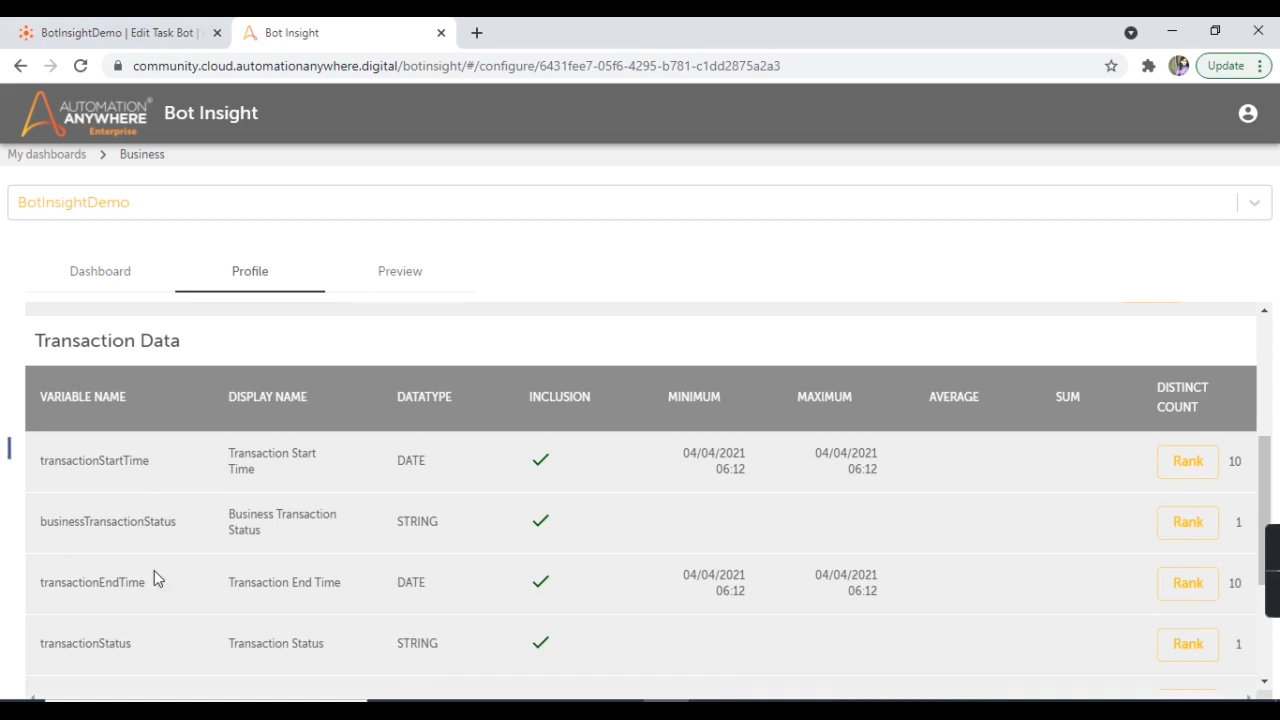 BotInsightDemo | Edit Task Bot |
Bot Insight
community.cloud.automationanywhere.digital/botinsight/#/configure/6431fee7-05f6-4295-b781-c1dd2875a2a3
Update
AUTOMATION
ANYWHERE®
Enterprise
Bot Insight
My dashboards > Business
BotInsightDemo
Dashboard Profile Preview
Transaction Data
VARIABLE NAME DISPLAY NAME DATATYPE INCLUSION MINIMUM MAXIMUM AVERAGE SUM DISTINCT
COUNT
transactionStartTime Transaction Start DATE 04/04/2021 04/04/2021 Rank 10
Time 06:12 06:12
businessTransactionStatus Business Transaction STRING Rank 1
Status
transactionEndTime Transaction End Time DATE 04/04/2021 04/04/2021 Rank 10
06:12 06:12
transactionStatus Transaction Status STRING Rank 1